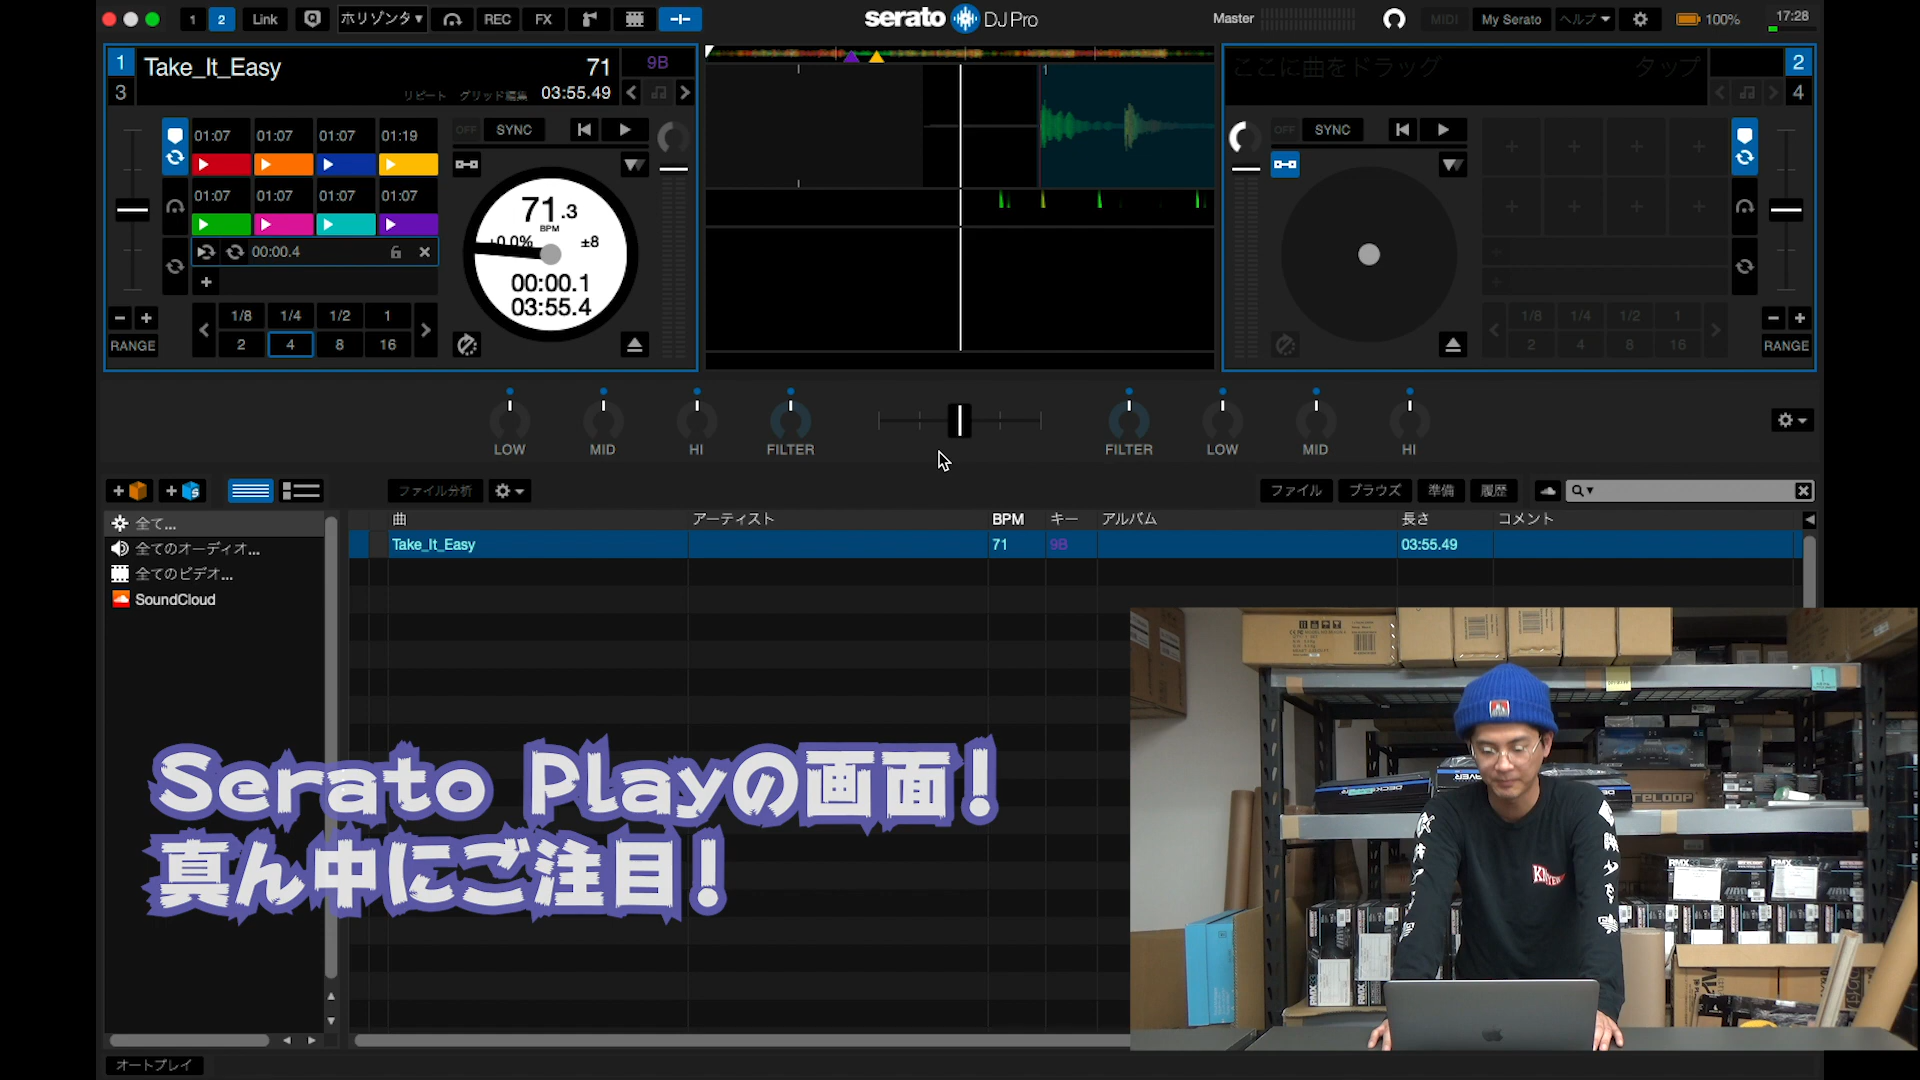 1 2 Link ホリゾンタ▼ REC FX serato DJ Pro Master MIDI My Serato ヘルプ 100% 17:28
1 Take_It_Easy 71 9B
3 リピート グリッド編集 03:55.49
ここに曲をドラッグ タップ 2
4
OFF SYNC
01:07 01:07 01:07 01:19
01:07 01:07 01:07 01:07
00:00.4
71.3
BPM
±0.0% ±8
00:00.1
03:55.4
1/8 1/4 1/2 1
2 4 8 16
RANGE
1
OFF SYNC
1/8 1/4 1/2 1
2 4 8 16
RANGE
LOW MID HI FILTER FILTER LOW MID HI
ファイル分析 ファイル ブラウズ 準備 履歴
曲 アーティスト BPM キー アルバム 長さ コメント
Take_It_Easy 71 9B 03:55.49
全て...
全てのオーディオ...
全てのビデオ...
SoundCloud
Serato Playの画面！
真ん中にご注目！
RELOOP
オートプレイ